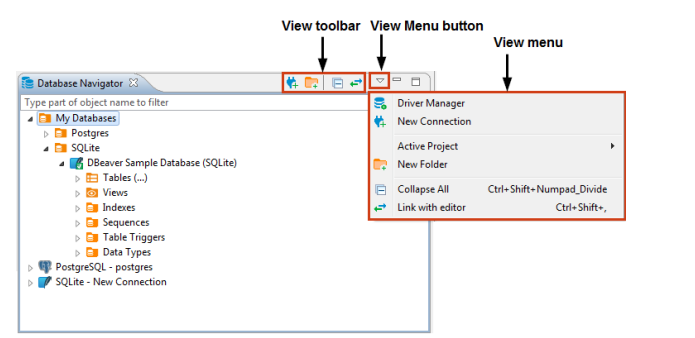 View toolbar View Menu button
View menu
Database Navigator
Type part of object name to filter
My Databases
Postgres
SQLite
DBeaver Sample Database (SQLite)
Tables (...)
Views
Indexes
Sequences
Table Triggers
Data Types
PostgreSQL - postgres
SQLite - New Connection
Driver Manager
New Connection
Active Project
New Folder
Collapse All Ctrl+Shift+Numpad_Divide
Link with editor Ctrl+Shift+,